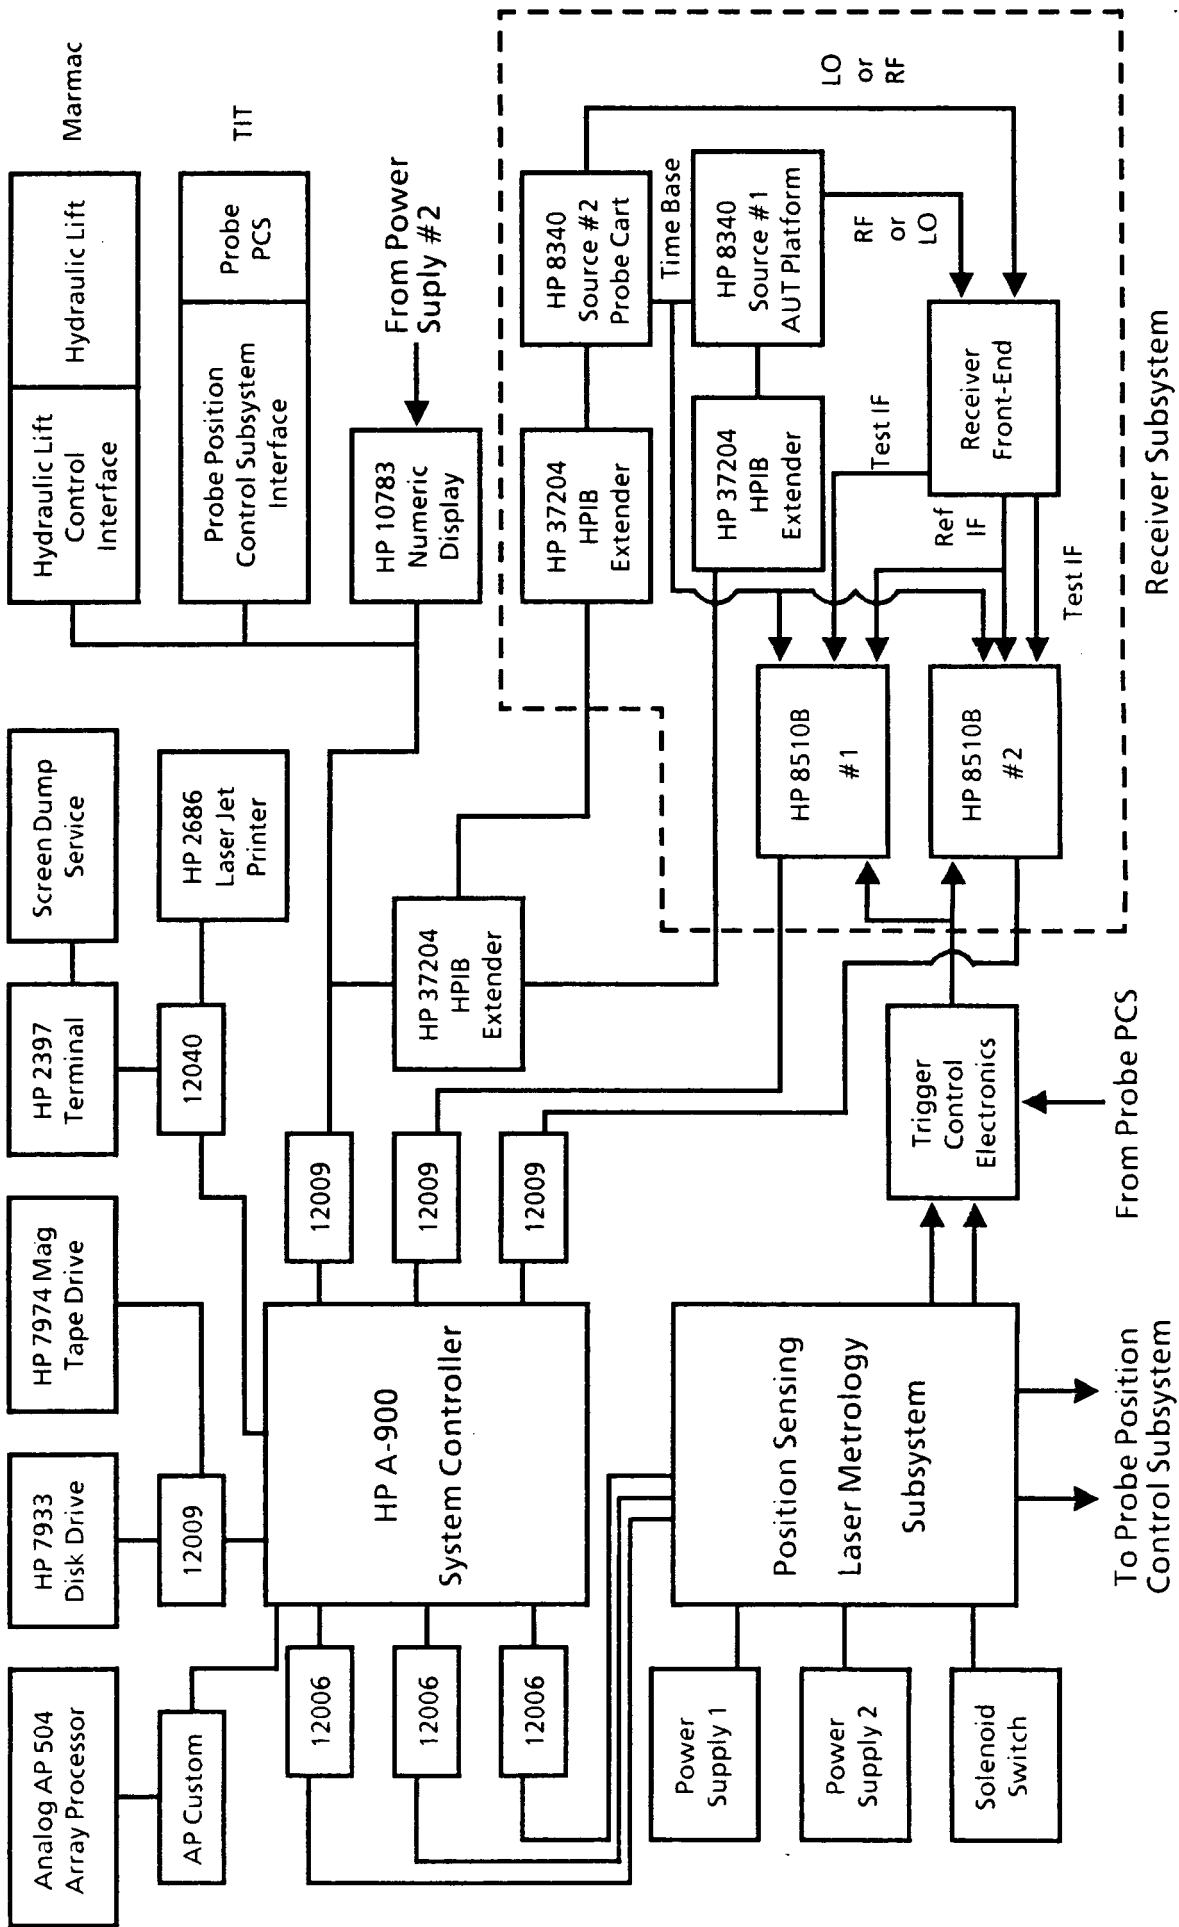 Analog AP 504
Array Processor
HP 7933
Disk Drive
HP 7974 Mag
Tape Drive
HP 2397
Terminal
Screen Dump
Service
Hydraulic Lift
Control
Interface
Hydraulic Lift
Marmac
AP Custom
12009
12040
HP 2686
Laser Jet
Printer
Probe Position
Control Subsystem
Interface
Probe
PCS
TIT
12006
12006
12006
HP A-900
System Controller
12009
12009
12009
HP 37204
HPIB
Extender
HP 10783
Numeric
Display
From Power
Suply #2
HP 37204
HPIB
Extender
HP 8340
Source #2
Probe Cart
Time Base
HP 37204
HPIB
Extender
HP 8340
Source #1
AUT Platform
LO
or
RF
RF
or
LO
Power
Supply 1
Power
Supply 2
Solenoid
Switch
Position Sensing
Laser Metrology
Subsystem
Trigger
Control
Electronics
HP 8510B
#1
HP 8510B
#2
Test IF
Ref
IF
Test IF
Receiver
Front-End
To Probe Position
Control Subsystem
From Probe PCS
Receiver Subsystem